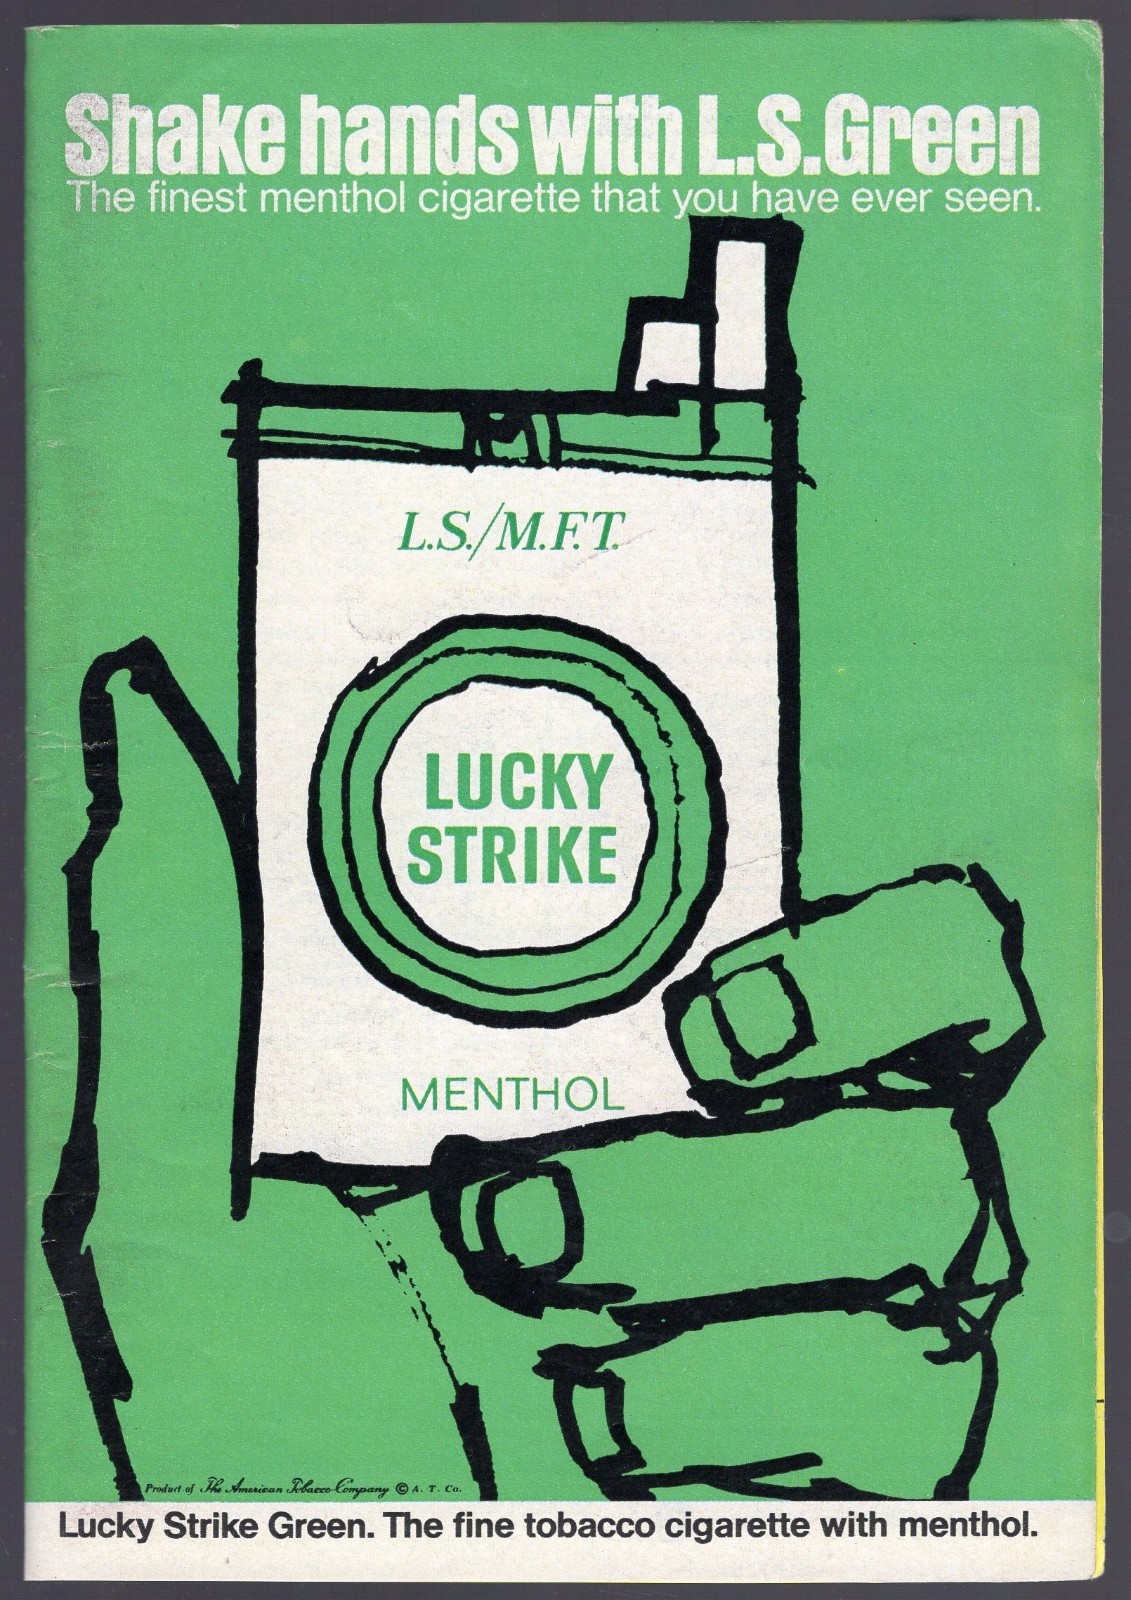 Shake hands with L.S. Green
The finest menthol cigarette that you have ever seen.
L.S./M.F.T.
LUCKY
STRIKE
MENTHOL
Product of The American Tobacco Company © A. T. Co.
Lucky Strike Green. The fine tobacco cigarette with menthol.